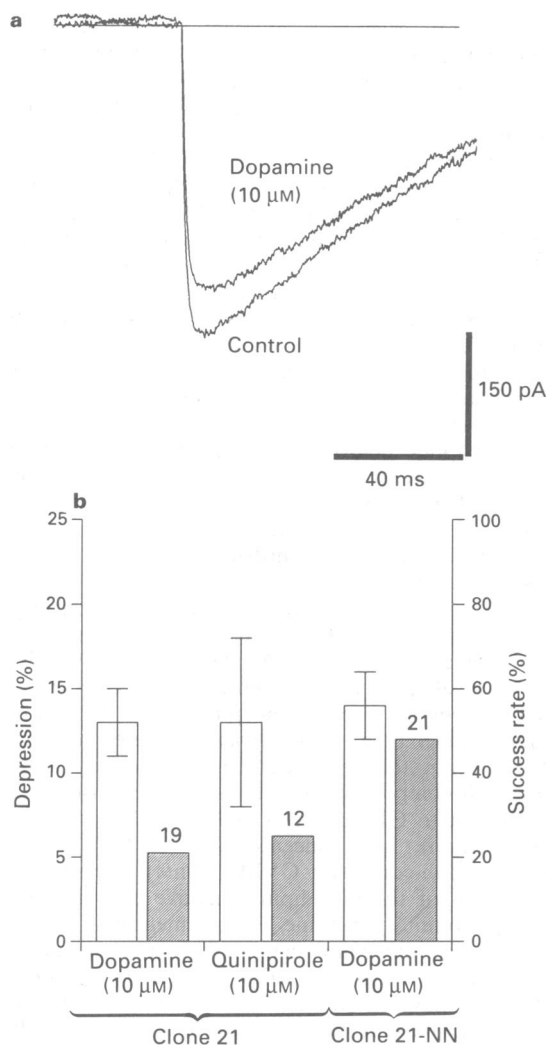 a
Dopamine
(10 µM)
Control
150 pA
40 ms
b
Depression (%)
25
20
15
10
5
0
Success rate (%)
100
80
60
40
20
0
19
12
21
Dopamine
(10 µM)
Quinipirole
(10 µM)
Dopamine
(10 µM)
Clone 21
Clone 21-NN